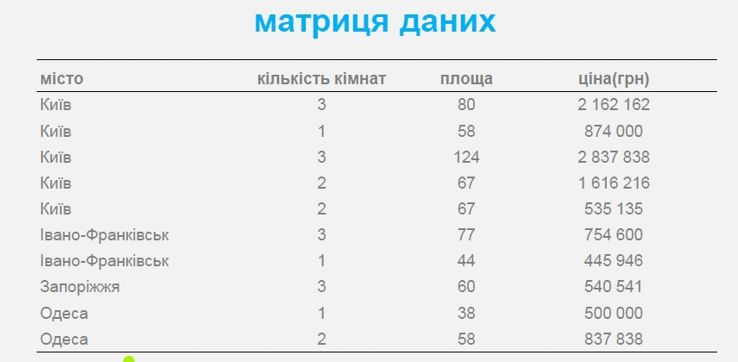 матриця даних
місто кількість кімнат площа ціна(грн)
Київ 3 80 2 162 162
Київ 1 58 874 000
Київ 3 124 2 837 838
Київ 2 67 1 616 216
Київ 2 67 535 135
Івано-Франківськ 3 77 754 600
Івано-Франківськ 1 44 445 946
Запоріжжя 3 60 540 541
Одеса 1 38 500 000
Одеса 2 58 837 838